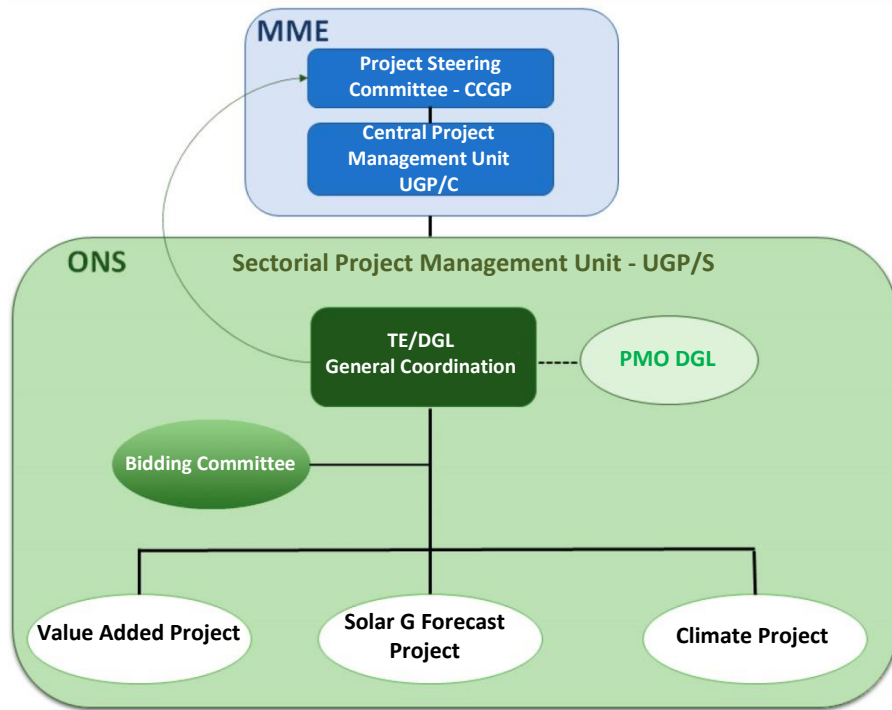 MME
Project Steering
Committee - CCGP
Central Project
Management Unit
UGP/C
ONS
Sectorial Project Management Unit - UGP/S
TE/DGL
General Coordination
PMO DGL
Bidding Committee
Value Added Project
Solar G Forecast
Project
Climate Project